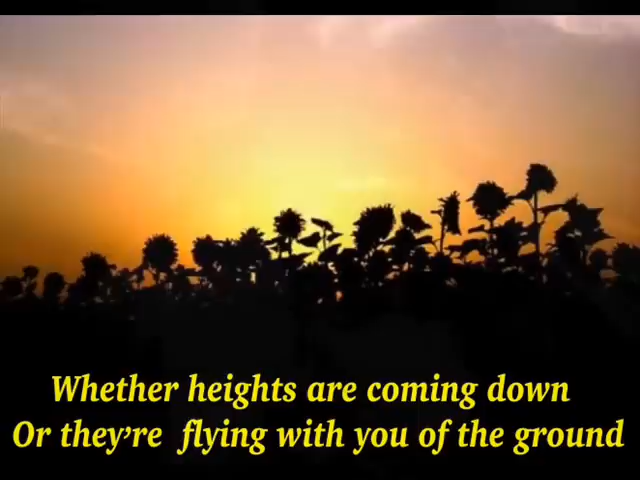 Whether heights are coming down
Or they're flying with you of the ground